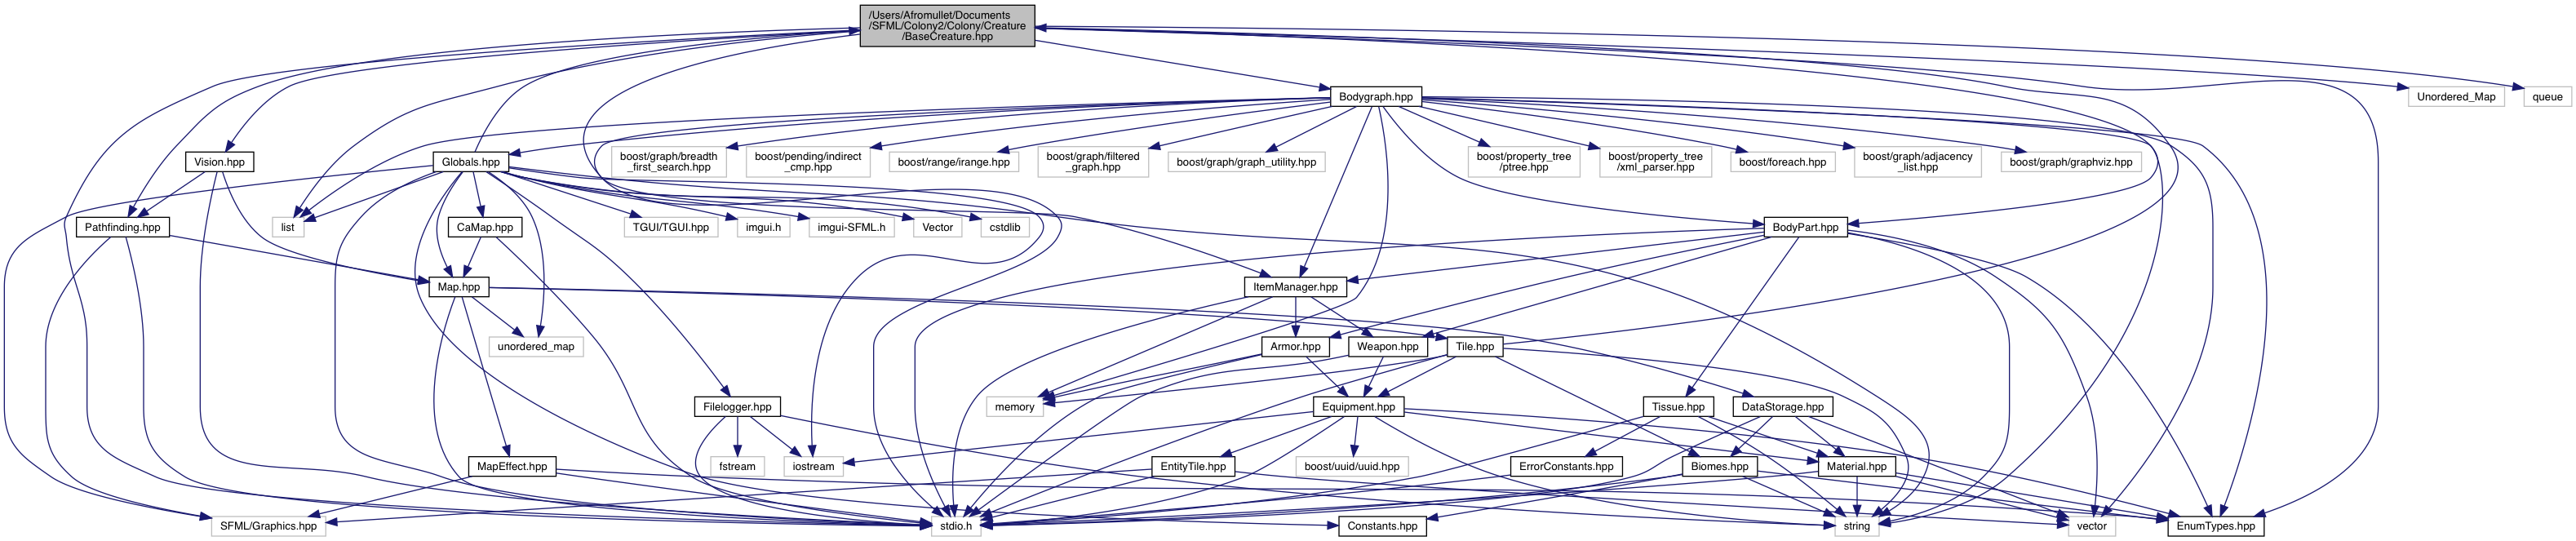 /Users/Afromullet/Documents
/SFML/Colony2/Colony/Creature
/BaseCreature.hpp
Bodygraph.hpp
Unordered_Map
queue
Vision.hpp
Globals.hpp
boost/graph/breadth
_first_search.hpp
boost/pending/indirect
_cmp.hpp
boost/range/irange.hpp
boost/graph/filtered
_graph.hpp
boost/graph/graph_utility.hpp
boost/property_tree
/ptree.hpp
boost/property_tree
/xml_parser.hpp
boost/foreach.hpp
boost/graph/adjacency
_list.hpp
boost/graph/graphviz.hpp
Pathfinding.hpp
list
CaMap.hpp
TGUI/TGUI.hpp
imgui.h
imgui-SFML.h
Vector
cstdlib
BodyPart.hpp
Map.hpp
ItemManager.hpp
unordered_map
Armor.hpp
Weapon.hpp
Tile.hpp
Filelogger.hpp
memory
Equipment.hpp
Tissue.hpp
DataStorage.hpp
MapEffect.hpp
fstream
iostream
EntityTile.hpp
boost/uuid/uuid.hpp
ErrorConstants.hpp
Biomes.hpp
Material.hpp
SFML/Graphics.hpp
stdio.h
Constants.hpp
string
vector
EnumTypes.hpp